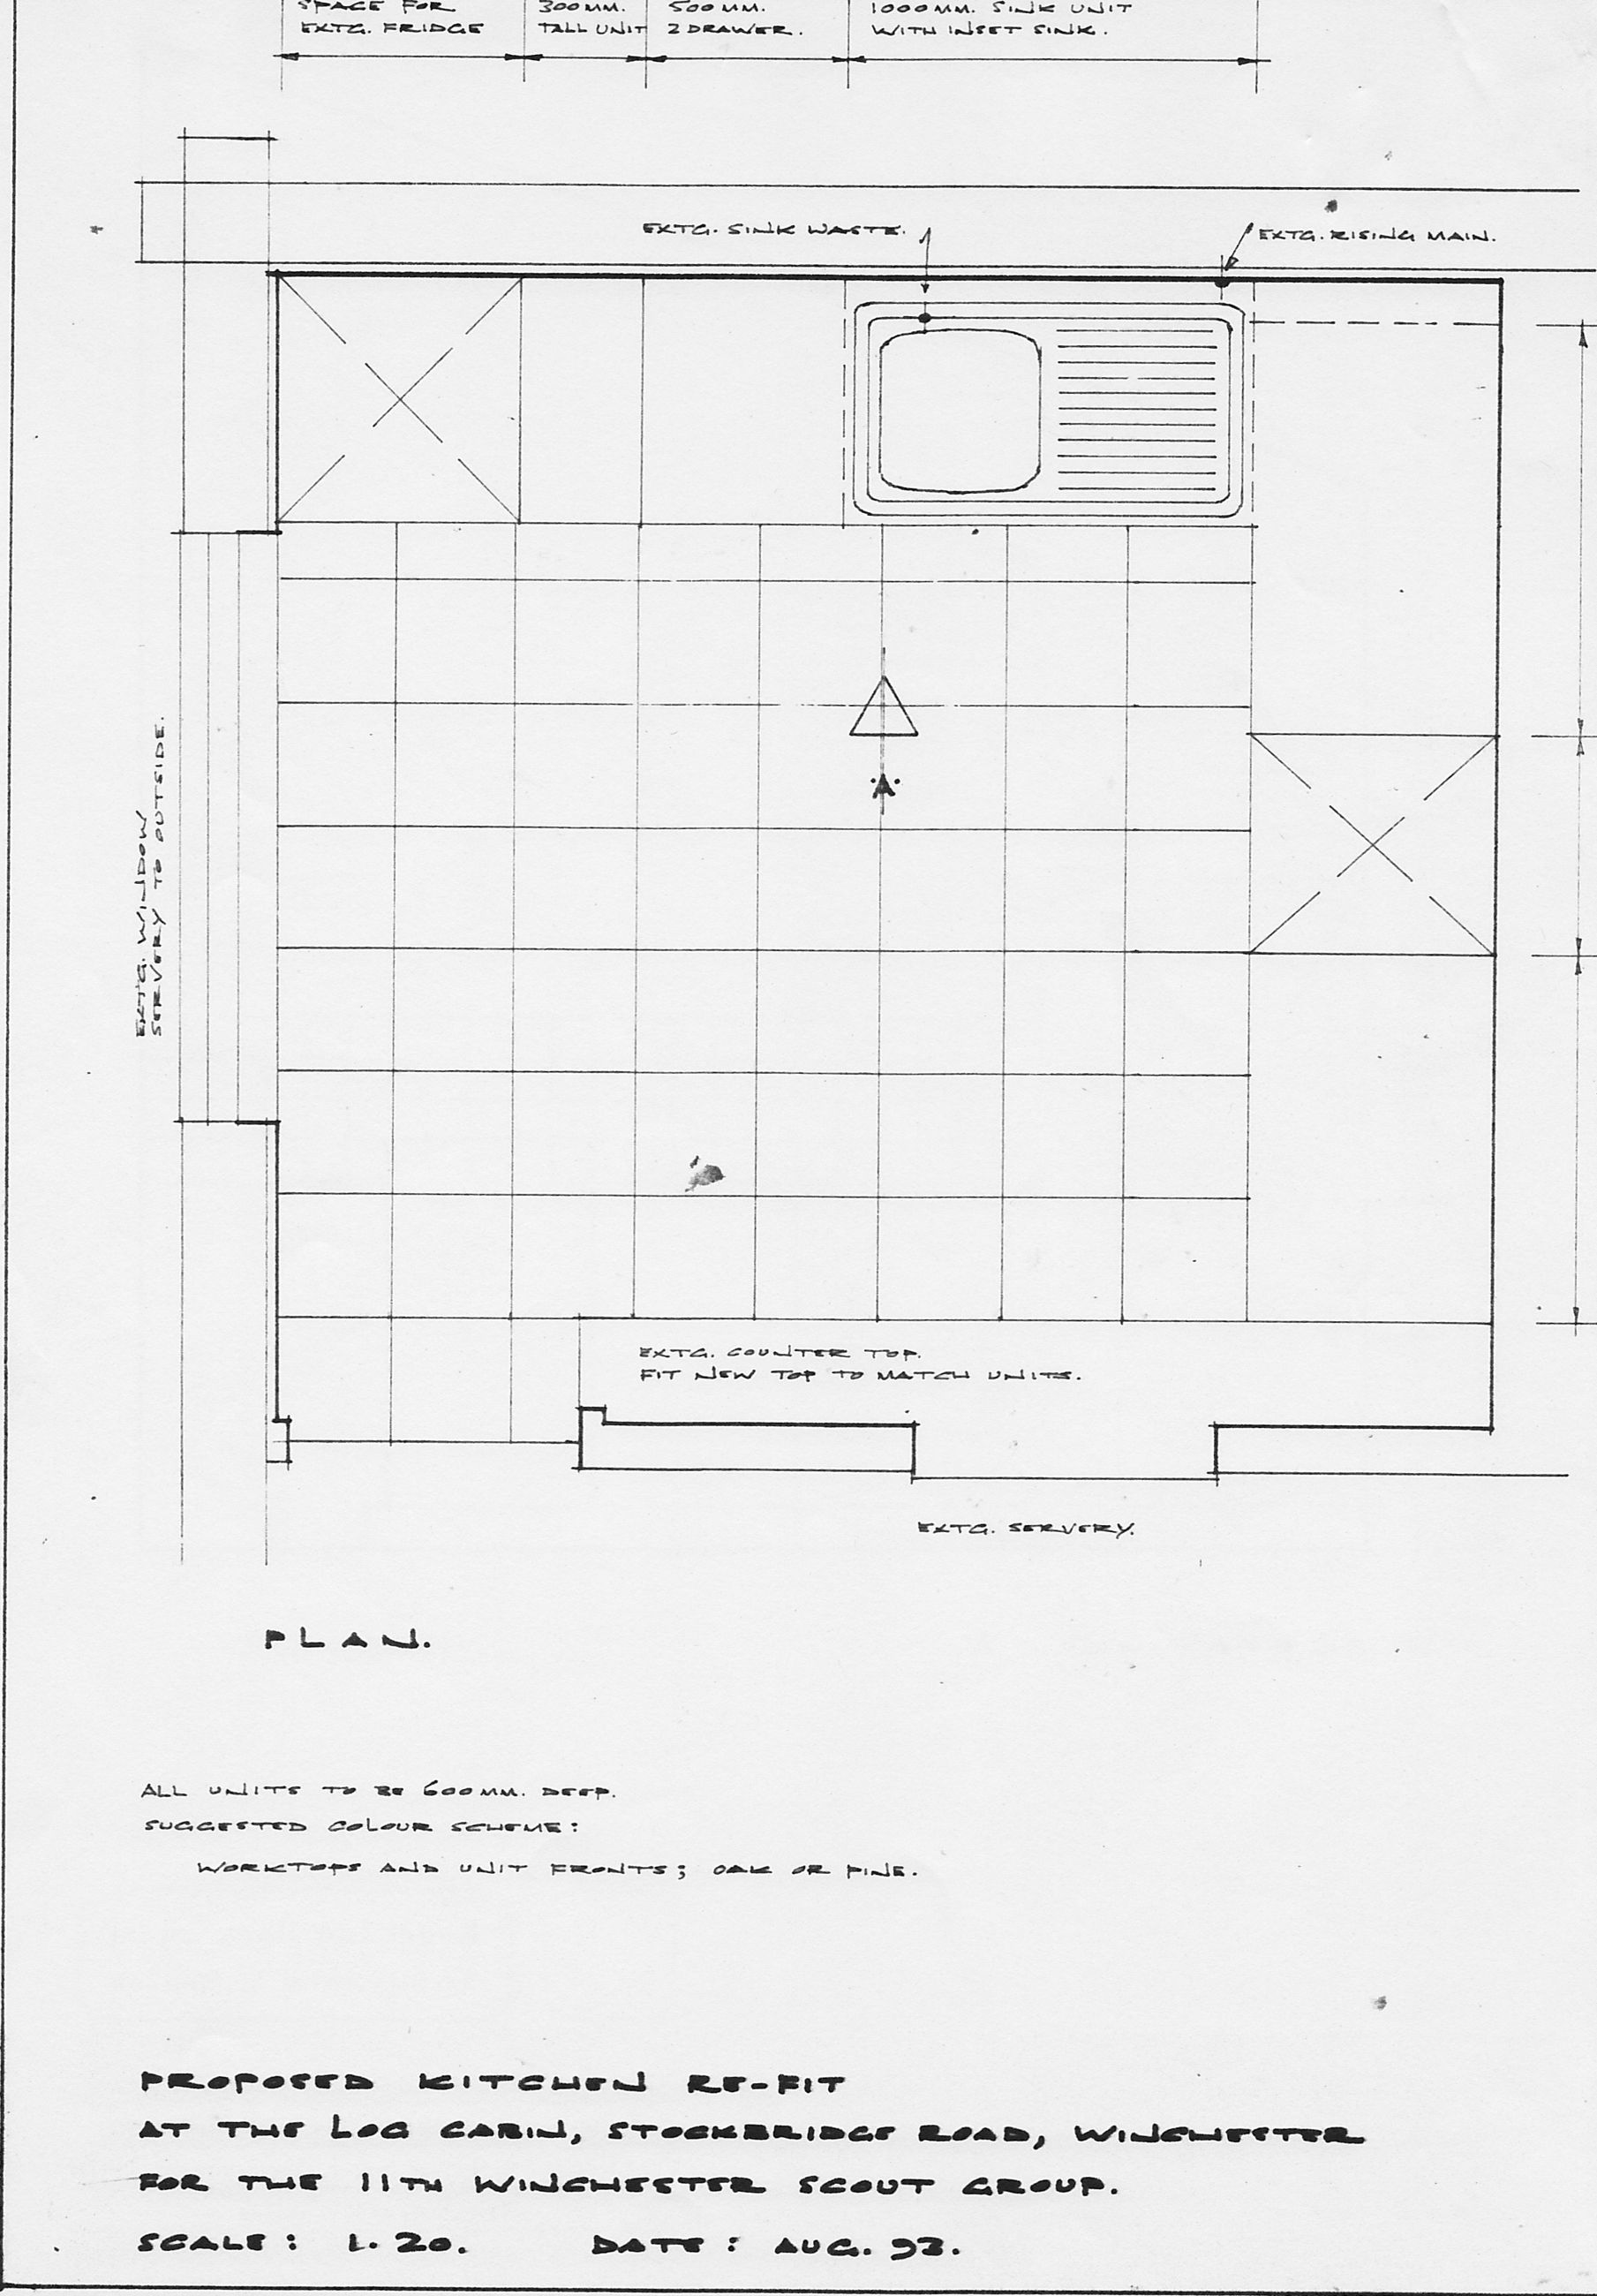 SPACE FOR
EXTG. FRIDGE
300MM.
TALL UNIT
500MM.
2 DRAWER.
1000MM. SINK UNIT
WITH INSET SINK.
EXTG. SINK WASTE.
EXTG. RISING MAIN.
EXTG. WINDOW
SERVERY TO OUTSIDE.
A
EXTG. COUNTER TOP.
FIT NEW TOP TO MATCH UNITS.
EXTG. SERVERY.
PLAN.
ALL UNITS TO BE 600MM. DEEP.
SUGGESTED COLOUR SCHEME:
WORKTOPS AND UNIT FRONTS; OAK OR PINE.
PROPOSED KITCHEN RE-FIT
AT THE LOG CABIN, STOCKBRIDGE ROAD, WINCHESTER
FOR THE 11TH WINCHESTER SCOUT GROUP.
SCALE: 1.20. DATE: AUG. 93.